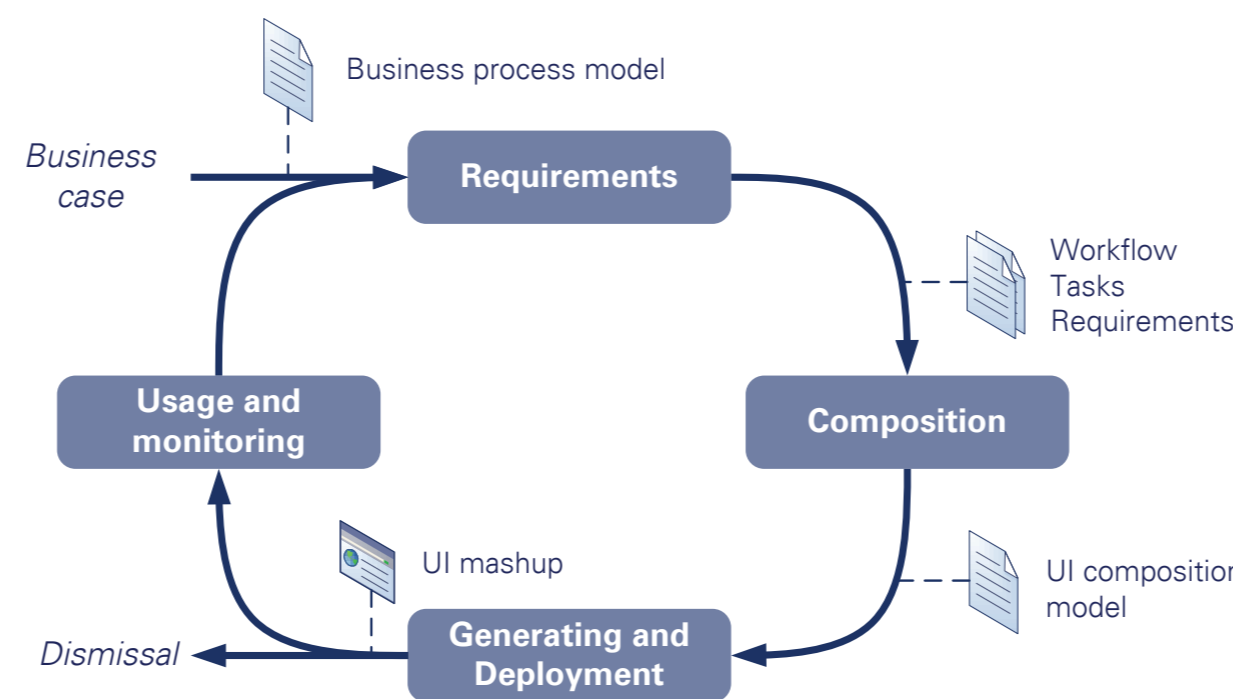 Business process model
Business
case
Requirements
Workflow
Tasks
Requirements
Usage and
monitoring
Composition
UI mashup
UI composition
model
Generating and
Deployment
Dismissal